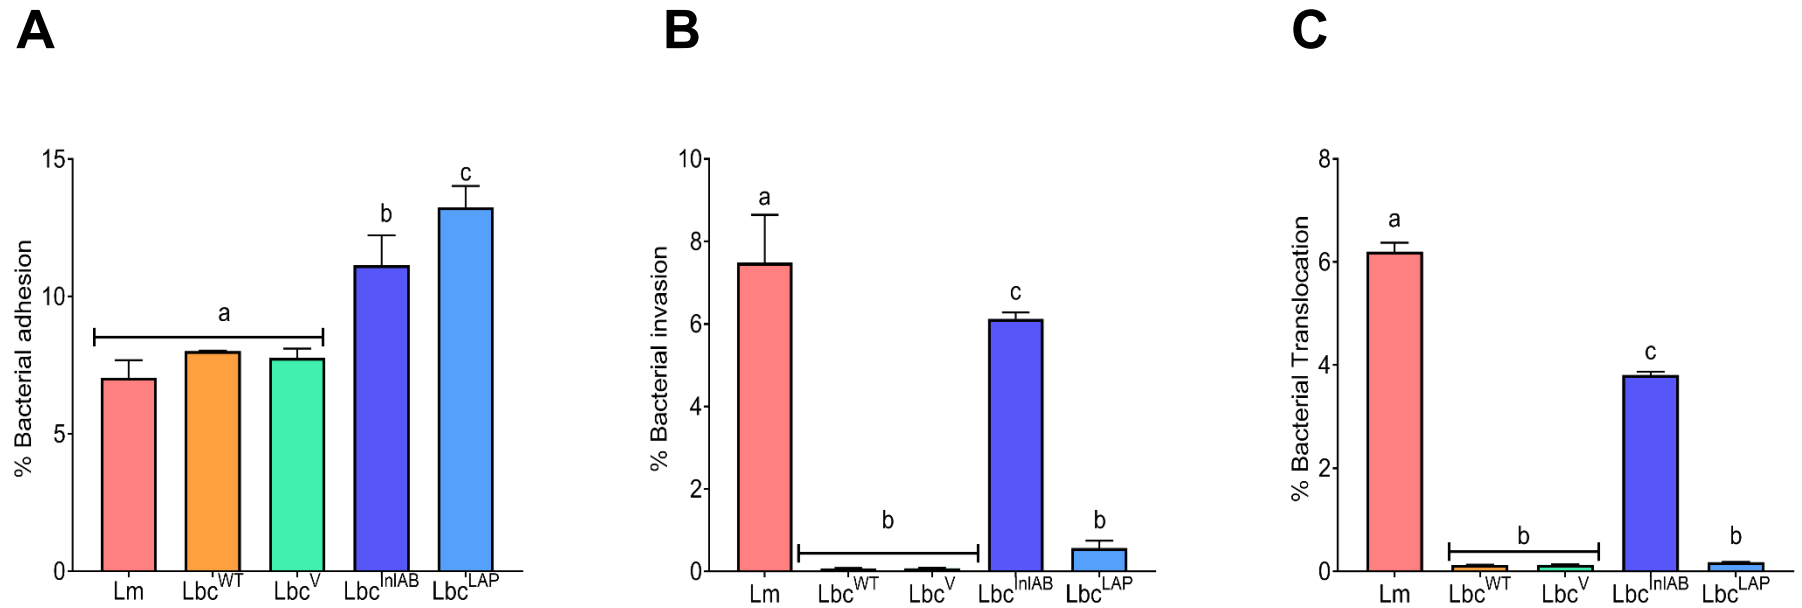 A
B
C
% Bacterial adhesion
15
10
5
0
a
b
c
Lm
Lbc^WT
Lbc^V
Lbc^InlAB
Lbc^LAP
% Bacterial invasion
10
8
6
4
2
0
a
b
c
b
Lm
Lbc^WT
Lbc^V
Lbc^InlAB
Lbc^LAP
% Bacterial Translocation
8
6
4
2
0
a
b
c
b
Lm
Lbc^WT
Lbc^V
Lbc^InlAB
Lbc^LAP